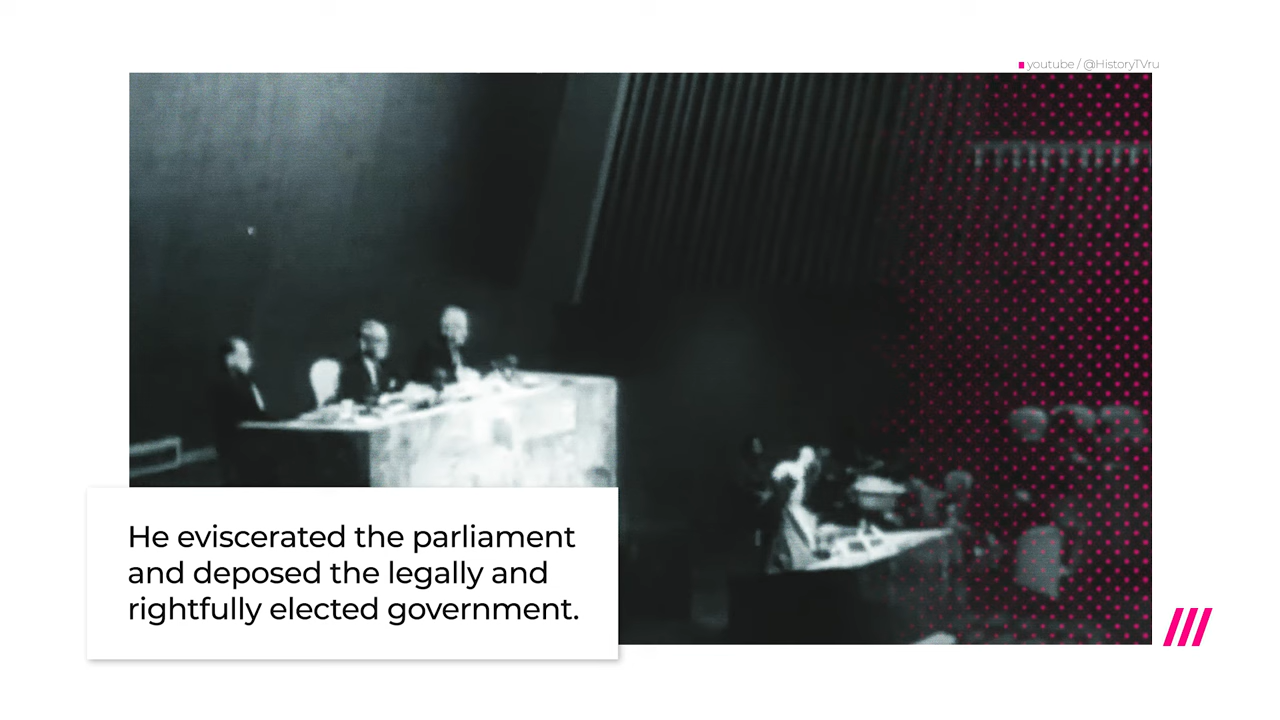 youtube / @HistoryTVru
He eviscerated the parliament
and deposed the legally and
rightfully elected government.